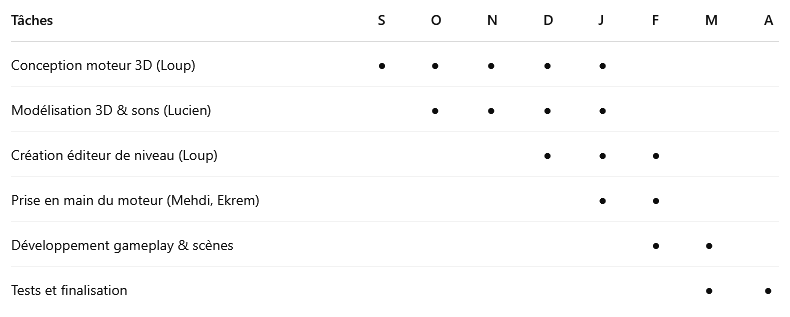 Tâches S O N D J F M A
Conception moteur 3D (Loup) • • • • •
Modélisation 3D & sons (Lucien) • • • •
Création éditeur de niveau (Loup) • • •
Prise en main du moteur (Mehdi, Ekrem) • •
Développement gameplay & scènes • •
Tests et finalisation • •